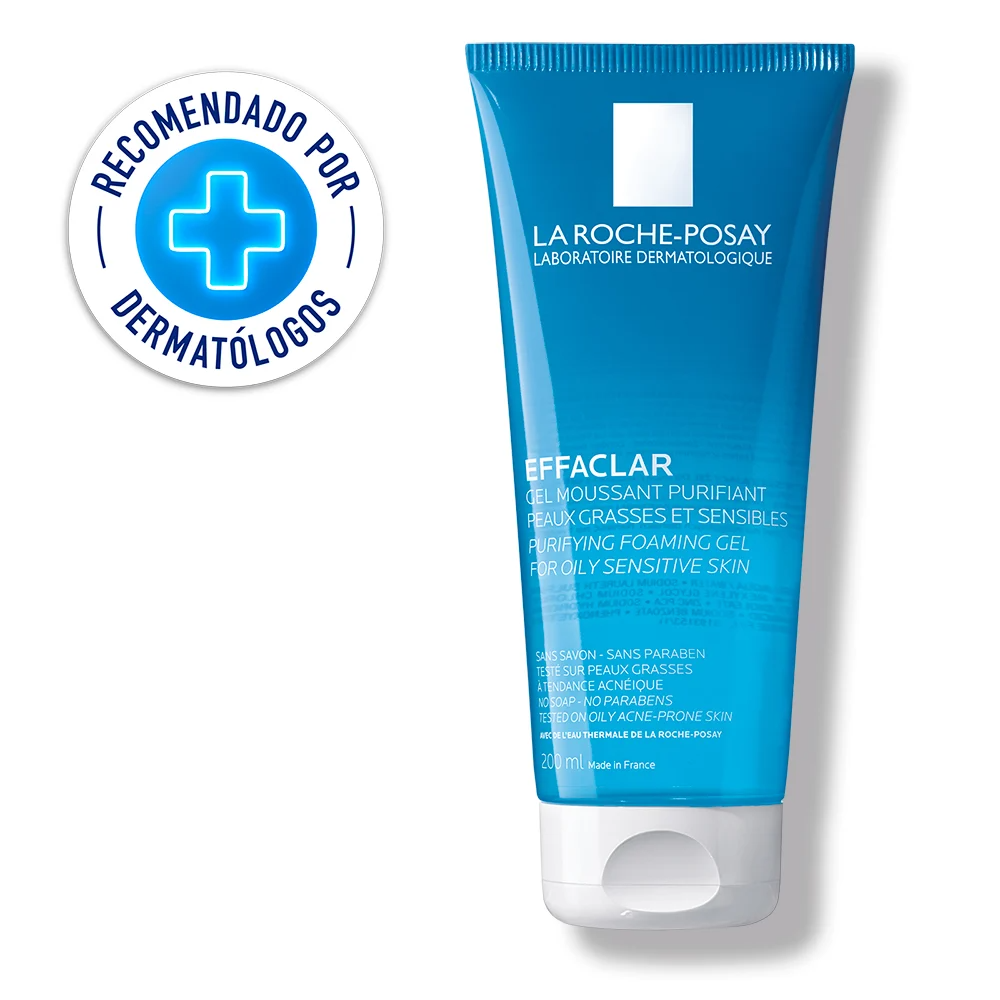 RECOMENDADO POR
DERMATÓLOGOS
LA ROCHE-POSAY
LABORATOIRE DERMATOLOGIQUE
EFFACLAR
GEL MOUSSANT PURIFIANT
PEAUX GRASSES ET SENSIBLES
PURIFYING FOAMING GEL
FOR OILY SENSITIVE SKIN
SANS SAVON - SANS PARABEN
TESTÉ SUR PEAUX GRASSES
À TENDANCE ACNÉIQUE
NO SOAP - NO PARABENS
TESTED ON OILY ACNE-PRONE SKIN
AVEC DE L'EAU THERMALE DE LA ROCHE-POSAY
200 ml Made in France